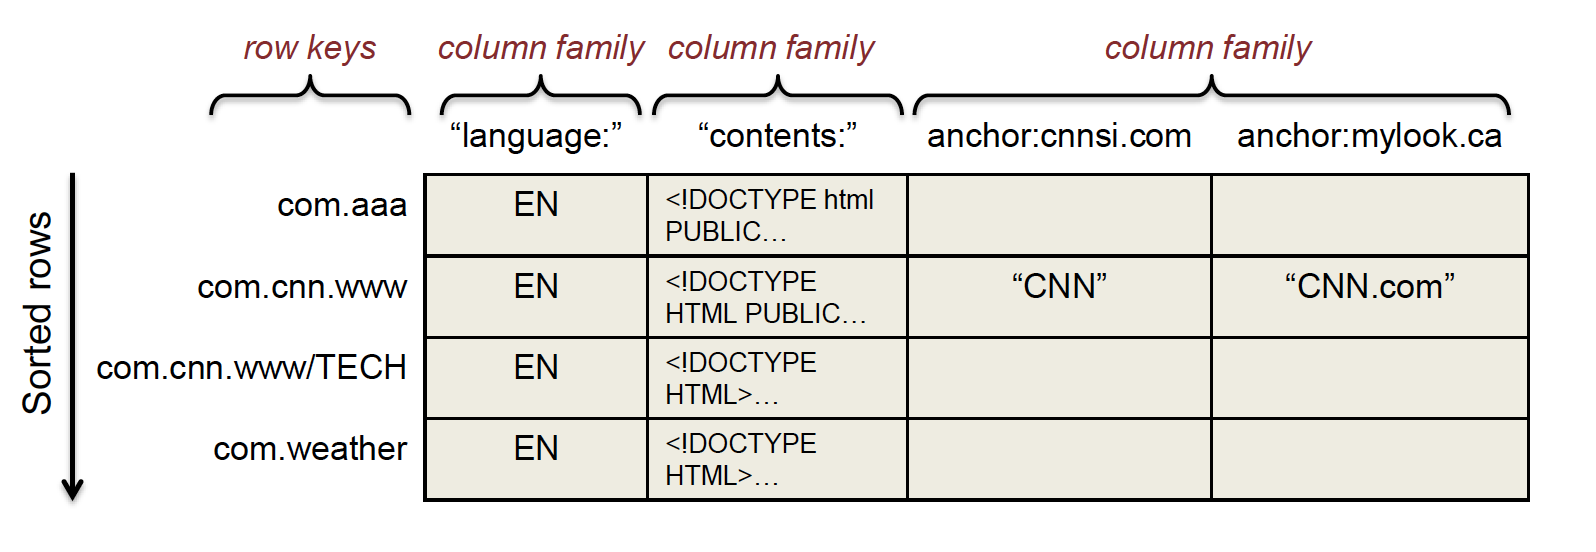 row keys column family column family column family
“language:” “contents:” anchor:cnnsi.com anchor:mylook.ca
Sorted rows
com.aaa EN <!DOCTYPE html
PUBLIC…
com.cnn.www EN <!DOCTYPE “CNN” “CNN.com”
HTML PUBLIC…
com.cnn.www/TECH EN <!DOCTYPE
HTML>…
com.weather EN <!DOCTYPE
HTML>…